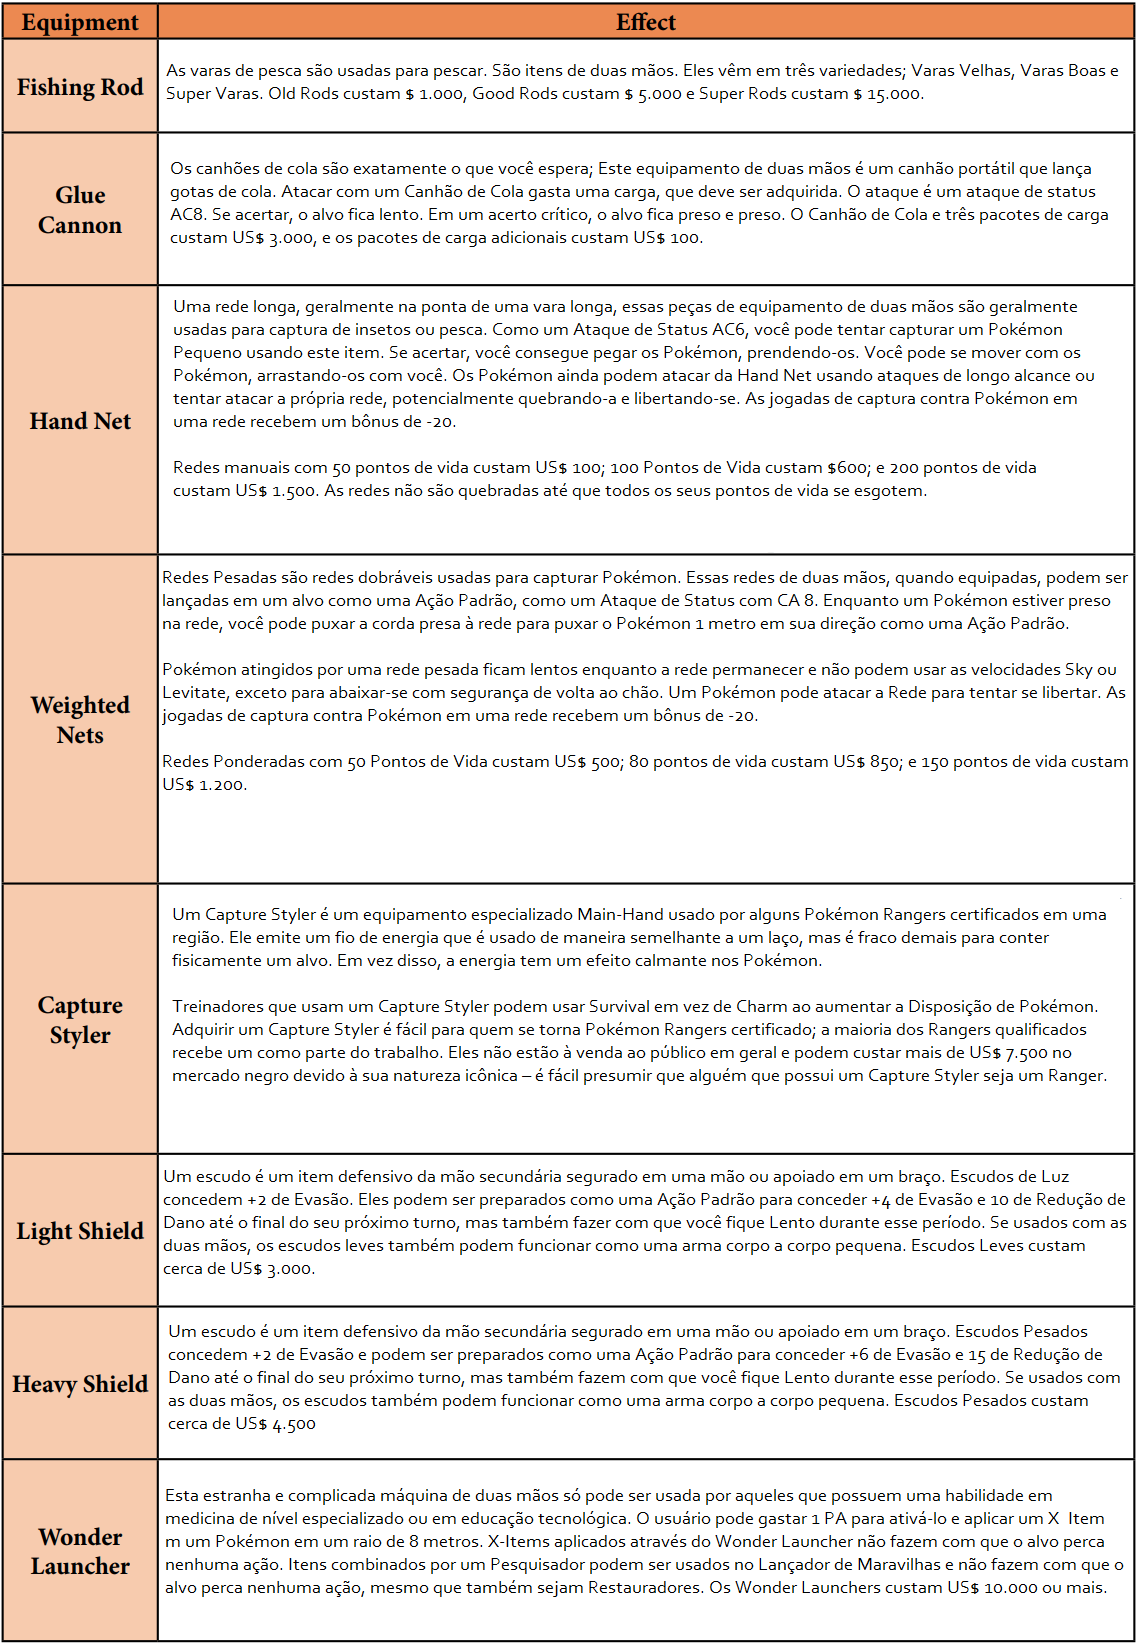 Equipment Effect
Fishing Rod
As varas de pesca são usadas para pescar. São itens de duas mãos. Eles vêm em três variedades; Varas Velhas, Varas Boas e
Super Varas. Old Rods custam $ 1.000, Good Rods custam $ 5.000 e Super Rods custam $ 15.000.
Glue
Cannon
Os canhões de cola são exatamente o que você espera; Este equipamento de duas mãos é um canhão portátil que lança
gotas de cola. Atacar com um Canhão de Cola gasta uma carga, que deve ser adquirida. O ataque é um ataque de status
AC8. Se acertar, o alvo fica lento. Em um acerto crítico, o alvo fica preso e preso. O Canhão de Cola e três pacotes de carga
custam US$ 3.000, e os pacotes de carga adicionais custam US$ 100.
Hand Net
Uma rede longa, geralmente na ponta de uma vara longa, essas peças de equipamento de duas mãos são geralmente
usadas para captura de insetos ou pesca. Como um Ataque de Status AC6, você pode tentar capturar um Pokémon
Pequeno usando este item. Se acertar, você consegue pegar os Pokémon, prendendo-os. Você pode se mover com os
Pokémon, arrastando-os com você. Os Pokémon ainda podem atacar da Hand Net usando ataques de longo alcance ou
tentar atacar a própria rede, potencialmente quebrando-a e libertando-se. As jogadas de captura contra Pokémon em
uma rede recebem um bônus de -20.
Redes manuais com 50 pontos de vida custam US$ 100; 100 Pontos de Vida custam $600; e 200 pontos de vida
custam US$ 1.500. As redes não são quebradas até que todos os seus pontos de vida se esgotem.
Weighted
Nets
Redes Pesadas são redes dobráveis usadas para capturar Pokémon. Essas redes de duas mãos, quando equipadas, podem ser
lançadas em um alvo como uma Ação Padrão, como um Ataque de Status com CA 8. Enquanto um Pokémon estiver preso
na rede, você pode puxar a corda presa à rede para puxar o Pokémon 1 metro em sua direção como uma Ação Padrão.
Pokémon atingidos por uma rede pesada ficam lentos enquanto a rede permanecer e não podem usar as velocidades Sky ou
Levitate, exceto para abaixar-se com segurança de volta ao chão. Um Pokémon pode atacar a Rede para tentar se libertar. As
jogadas de captura contra Pokémon em uma rede recebem um bônus de -20.
Redes Ponderadas com 50 Pontos de Vida custam US$ 500; 80 pontos de vida custam US$ 850; e 150 pontos de vida custam
US$ 1.200.
Capture
Styler
Um Capture Styler é um equipamento especializado Main-Hand usado por alguns Pokémon Rangers certificados em uma
região. Ele emite um fio de energia que é usado de maneira semelhante a um laço, mas é fraco demais para conter
fisicamente um alvo. Em vez disso, a energia tem um efeito calmante nos Pokémon.
Treinadores que usam um Capture Styler podem usar Survival em vez de Charm ao aumentar a Disposição de Pokémon.
Adquirir um Capture Styler é fácil para quem se torna Pokémon Rangers certificado; a maioria dos Rangers qualificados
recebe um como parte do trabalho. Eles não estão à venda ao público em geral e podem custar mais de US$ 7.500 no
mercado negro devido à sua natureza icônica – é fácil presumir que alguém que possui um Capture Styler seja um Ranger.
Light Shield
Um escudo é um item defensivo da mão secundária segurado em uma mão ou apoiado em um braço. Escudos de Luz
concedem +2 de Evasão. Eles podem ser preparados como uma Ação Padrão para conceder +4 de Evasão e 10 de Redução de
Dano até o final do seu próximo turno, mas também fazer com que você fique Lento durante esse período. Se usados com as
duas mãos, os escudos leves também podem funcionar como uma arma corpo a corpo pequena. Escudos Leves custam
cerca de US$ 3.000.
Heavy Shield
Um escudo é um item defensivo da mão secundária segurado em uma mão ou apoiado em um braço. Escudos Pesados
concedem +2 de Evasão e podem ser preparados como uma Ação Padrão para conceder +6 de Evasão e 15 de Redução de
Dano até o final do seu próximo turno, mas também fazem com que você fique Lento durante esse período. Se usados com
as duas mãos, os escudos também podem funcionar como uma arma corpo a corpo pequena. Escudos Pesados custam
cerca de US$ 4.500
Wonder
Launcher
Esta estranha e complicada máquina de duas mãos só pode ser usada por aqueles que possuem uma habilidade em
medicina de nível especializado ou em educação tecnológica. O usuário pode gastar 1 PA para ativá-lo e aplicar um X Item
m um Pokémon em um raio de 8 metros. X-Items aplicados através do Wonder Launcher não fazem com que o alvo perca
nenhuma ação. Itens combinados por um Pesquisador podem ser usados no Lançador de Maravilhas e não fazem com que o
alvo perca nenhuma ação, mesmo que também sejam Restauradores. Os Wonder Launchers custam US$ 10.000 ou mais.